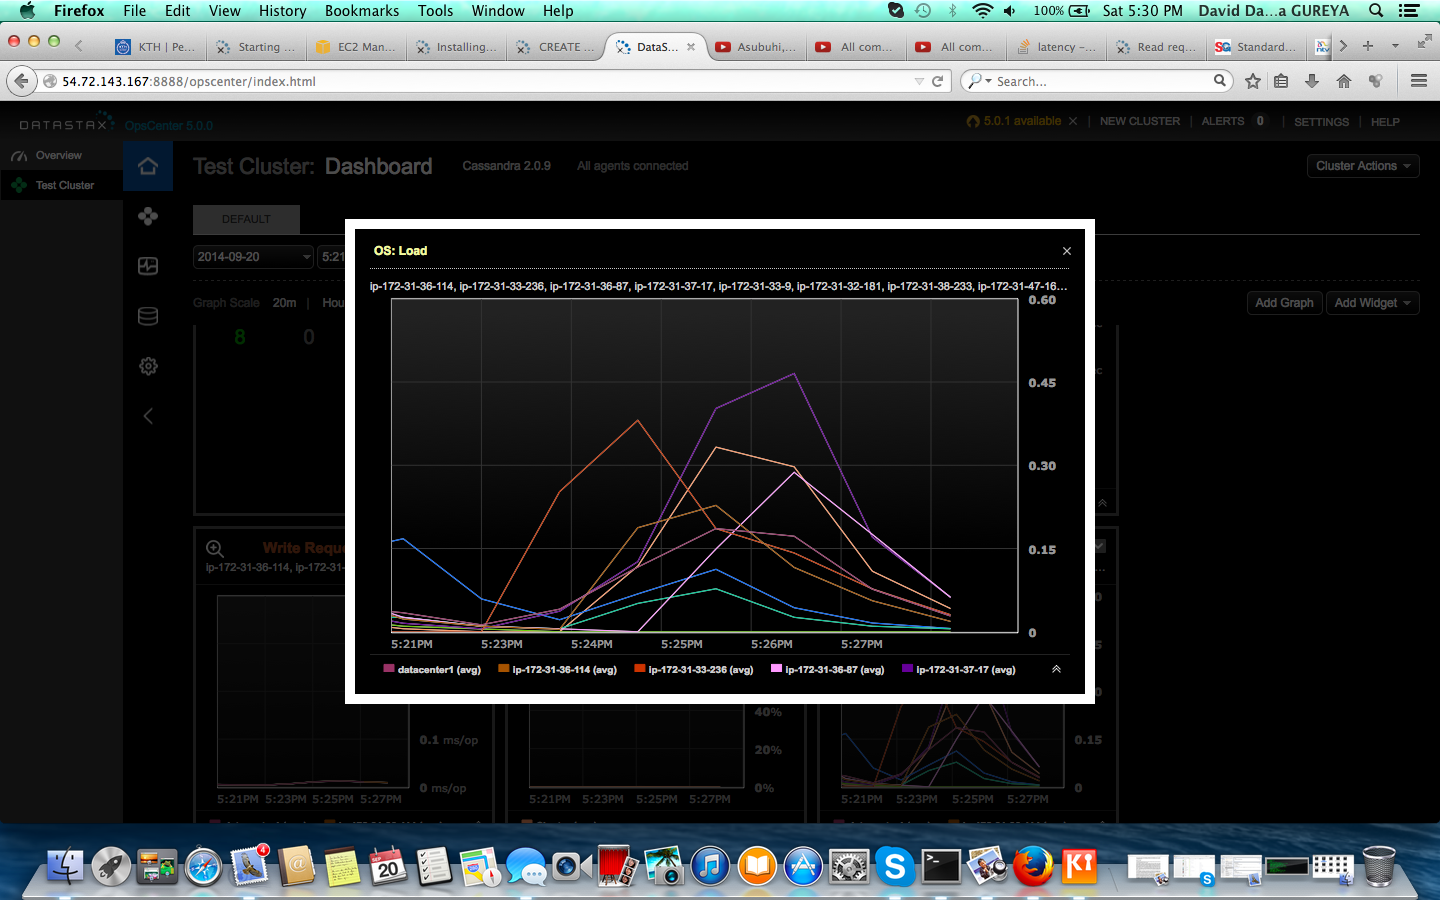 Firefox File Edit View History Bookmarks Tools Window Help 100% Sat 5:30 PM David Da...a GUREYA
KTH | Pe... Starting ... EC2 Man... Installing... CREATE ... DataS... Asubuhi,... All com... All com... latency –... Read req... Standard... ntv
54.72.143.167:8888/opscenter/index.html Search...
DATASTAX OpsCenter 5.0.0 5.0.1 available NEW CLUSTER ALERTS 0 SETTINGS HELP
Overview
Test Cluster
Test Cluster: Dashboard Cassandra 2.0.9 All agents connected Cluster Actions
DEFAULT
2014-09-20 5:21
Graph Scale 20m Hou Add Graph Add Widget
8 0
OS: Load
ip-172-31-36-114, ip-172-31-33-236, ip-172-31-36-87, ip-172-31-37-17, ip-172-31-33-9, ip-172-31-32-181, ip-172-31-38-233, ip-172-31-47-16...
0.60
0.45
0.30
0.15
0
5:21PM 5:23PM 5:24PM 5:25PM 5:26PM 5:27PM
datacenter1 (avg) ip-172-31-36-114 (avg) ip-172-31-33-236 (avg) ip-172-31-36-87 (avg) ip-172-31-37-17 (avg)
Write Requ
ip-172-31-36-114, ip-172-31-
0.1 ms/op
0 ms/op
5:21PM 5:23PM 5:25PM 5:27PM
40%
20%
0%
5:21PM 5:23PM 5:25PM 5:27PM
0.15
0
5:21PM 5:23PM 5:25PM 5:27PM
4
SEP
20